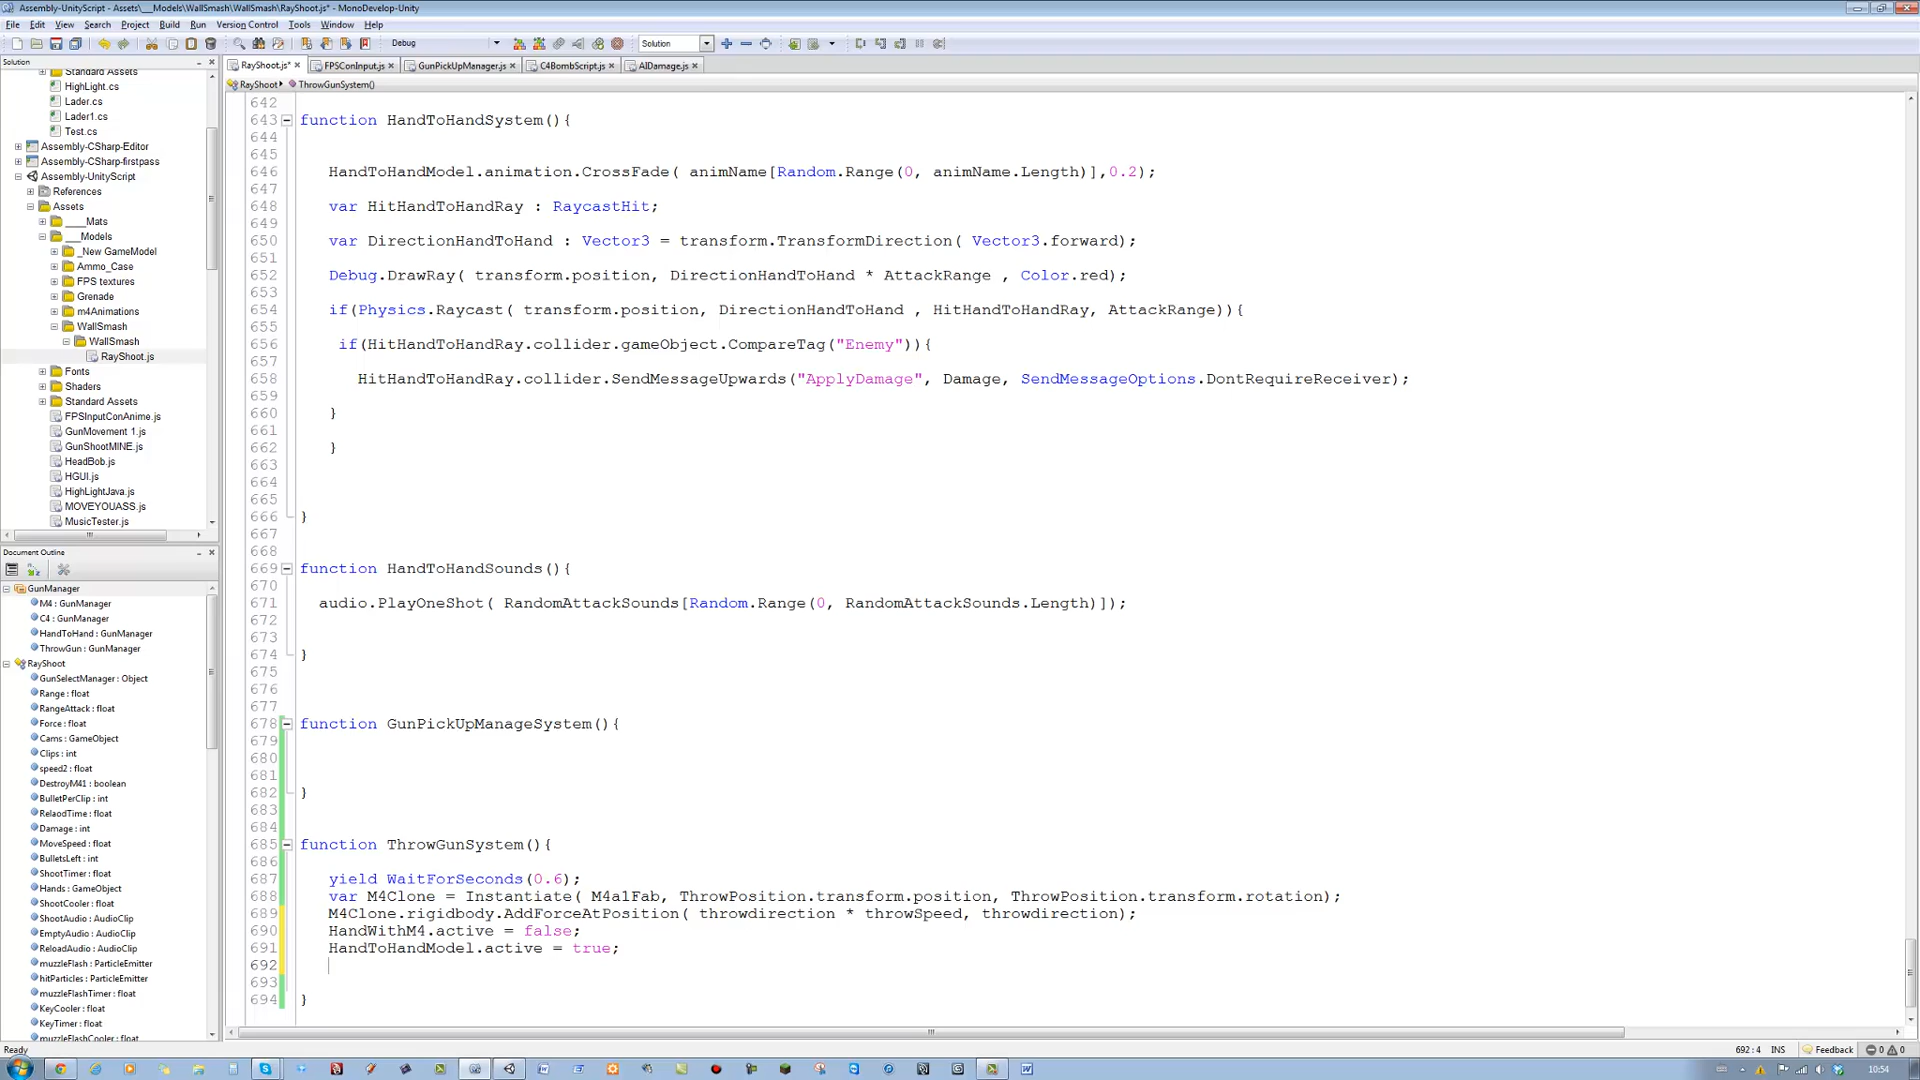 Assembly-UnityScript - Assets\__Models\WallSmash\WallSmash\RayShoot.js* - MonoDevelop-Unity
File Edit View Search Project Build Run Version Control Tools Window Help
Debug
Solution
Solution
RayShoot.js*
FPSConInput.js
GunPickUpManager.js
C4BombScript.js
AIDamage.js
RayShoot
ThrowGunSystem()
Standard Assets
HighLight.cs
Lader.cs
Lader1.cs
Test.cs
Assembly-CSharp-Editor
Assembly-CSharp-firstpass
Assembly-UnityScript
References
Assets
____Mats
___Models
_New GameModel
Ammo_Case
FPS textures
Grenade
m4Animations
WallSmash
WallSmash
RayShoot.js
Fonts
Shaders
Standard Assets
FPSInputConAnime.js
GunMovement 1.js
GunShootMINE.js
HeadBob.js
HGUI.js
HighLightJava.js
MOVEYOUASS.js
MusicTester.js
Document Outline
GunManager
M4 : GunManager
C4 : GunManager
HandToHand : GunManager
ThrowGun : GunManager
RayShoot
GunSelectManager : Object
Range : float
RangeAttack : float
Force : float
Cams : GameObject
Clips : int
speed2 : float
DestroyM41 : boolean
BulletPerClip : int
RelaodTime : float
Damage : int
MoveSpeed : float
BulletsLeft : int
ShootTimer : float
Hands : GameObject
ShootCooler : float
ShootAudio : AudioClip
EmptyAudio : AudioClip
ReloadAudio : AudioClip
muzzleFlash : ParticleEmitter
hitParticles : ParticleEmitter
muzzleFlashTimer : float
KeyCooler : float
KeyTimer : float
muzzleFlashCooler : float
642
643 function HandToHandSystem(){
644
645
646 HandToHandModel.animation.CrossFade( animName[Random.Range(0, animName.Length)],0.2);
647
648 var HitHandToHandRay : RaycastHit;
649
650 var DirectionHandToHand : Vector3 = transform.TransformDirection( Vector3.forward);
651
652 Debug.DrawRay( transform.position, DirectionHandToHand * AttackRange , Color.red);
653
654 if(Physics.Raycast( transform.position, DirectionHandToHand , HitHandToHandRay, AttackRange)){
655
656 if(HitHandToHandRay.collider.gameObject.CompareTag("Enemy")){
657
658 HitHandToHandRay.collider.SendMessageUpwards("ApplyDamage", Damage, SendMessageOptions.DontRequireReceiver);
659
660 }
661
662 }
663
664
665
666 }
667
668
669 function HandToHandSounds(){
670
671 audio.PlayOneShot( RandomAttackSounds[Random.Range(0, RandomAttackSounds.Length)]);
672
673
674 }
675
676
677
678 function GunPickUpManageSystem(){
679
680
681
682 }
683
684
685 function ThrowGunSystem(){
686
687 yield WaitForSeconds(0.6);
688 var M4Clone = Instantiate( M4a1Fab, ThrowPosition.transform.position, ThrowPosition.transform.rotation);
689 M4Clone.rigidbody.AddForceAtPosition( throwdirection * throwSpeed, throwdirection);
690 HandWithM4.active = false;
691 HandToHandModel.active = true;
692
693
694 }
Ready
692 : 4 INS
Feedback
0 0
10:54